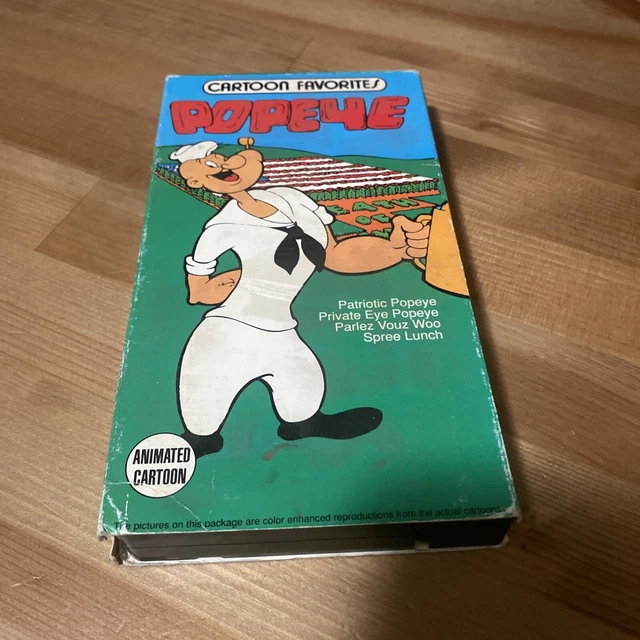 CARTOON FAVORITES
POPEYE
Patriotic Popeye
Private Eye Popeye
Parlez Vouz Woo
Spree Lunch
ANIMATED
CARTOON
The pictures on this package are color enhanced reproductions from the actual cartoons